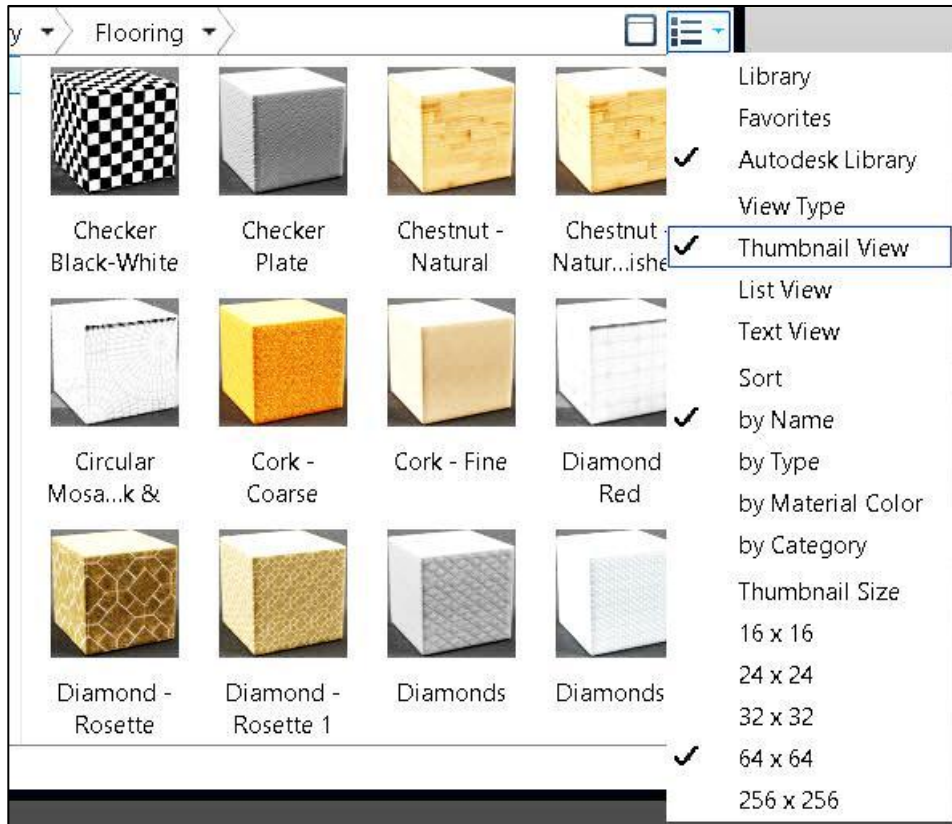 y
Flooring
Checker
Black-White
Checker
Plate
Chestnut -
Natural
Chestnut -
Natur...ishe
Circular
Mosa...k &
Cork -
Coarse
Cork - Fine
Diamond
Red
Diamond -
Rosette
Diamond -
Rosette 1
Diamonds
Diamonds
Library
Favorites
Autodesk Library
View Type
Thumbnail View
List View
Text View
Sort
by Name
by Type
by Material Color
by Category
Thumbnail Size
16 x 16
24 x 24
32 x 32
64 x 64
256 x 256